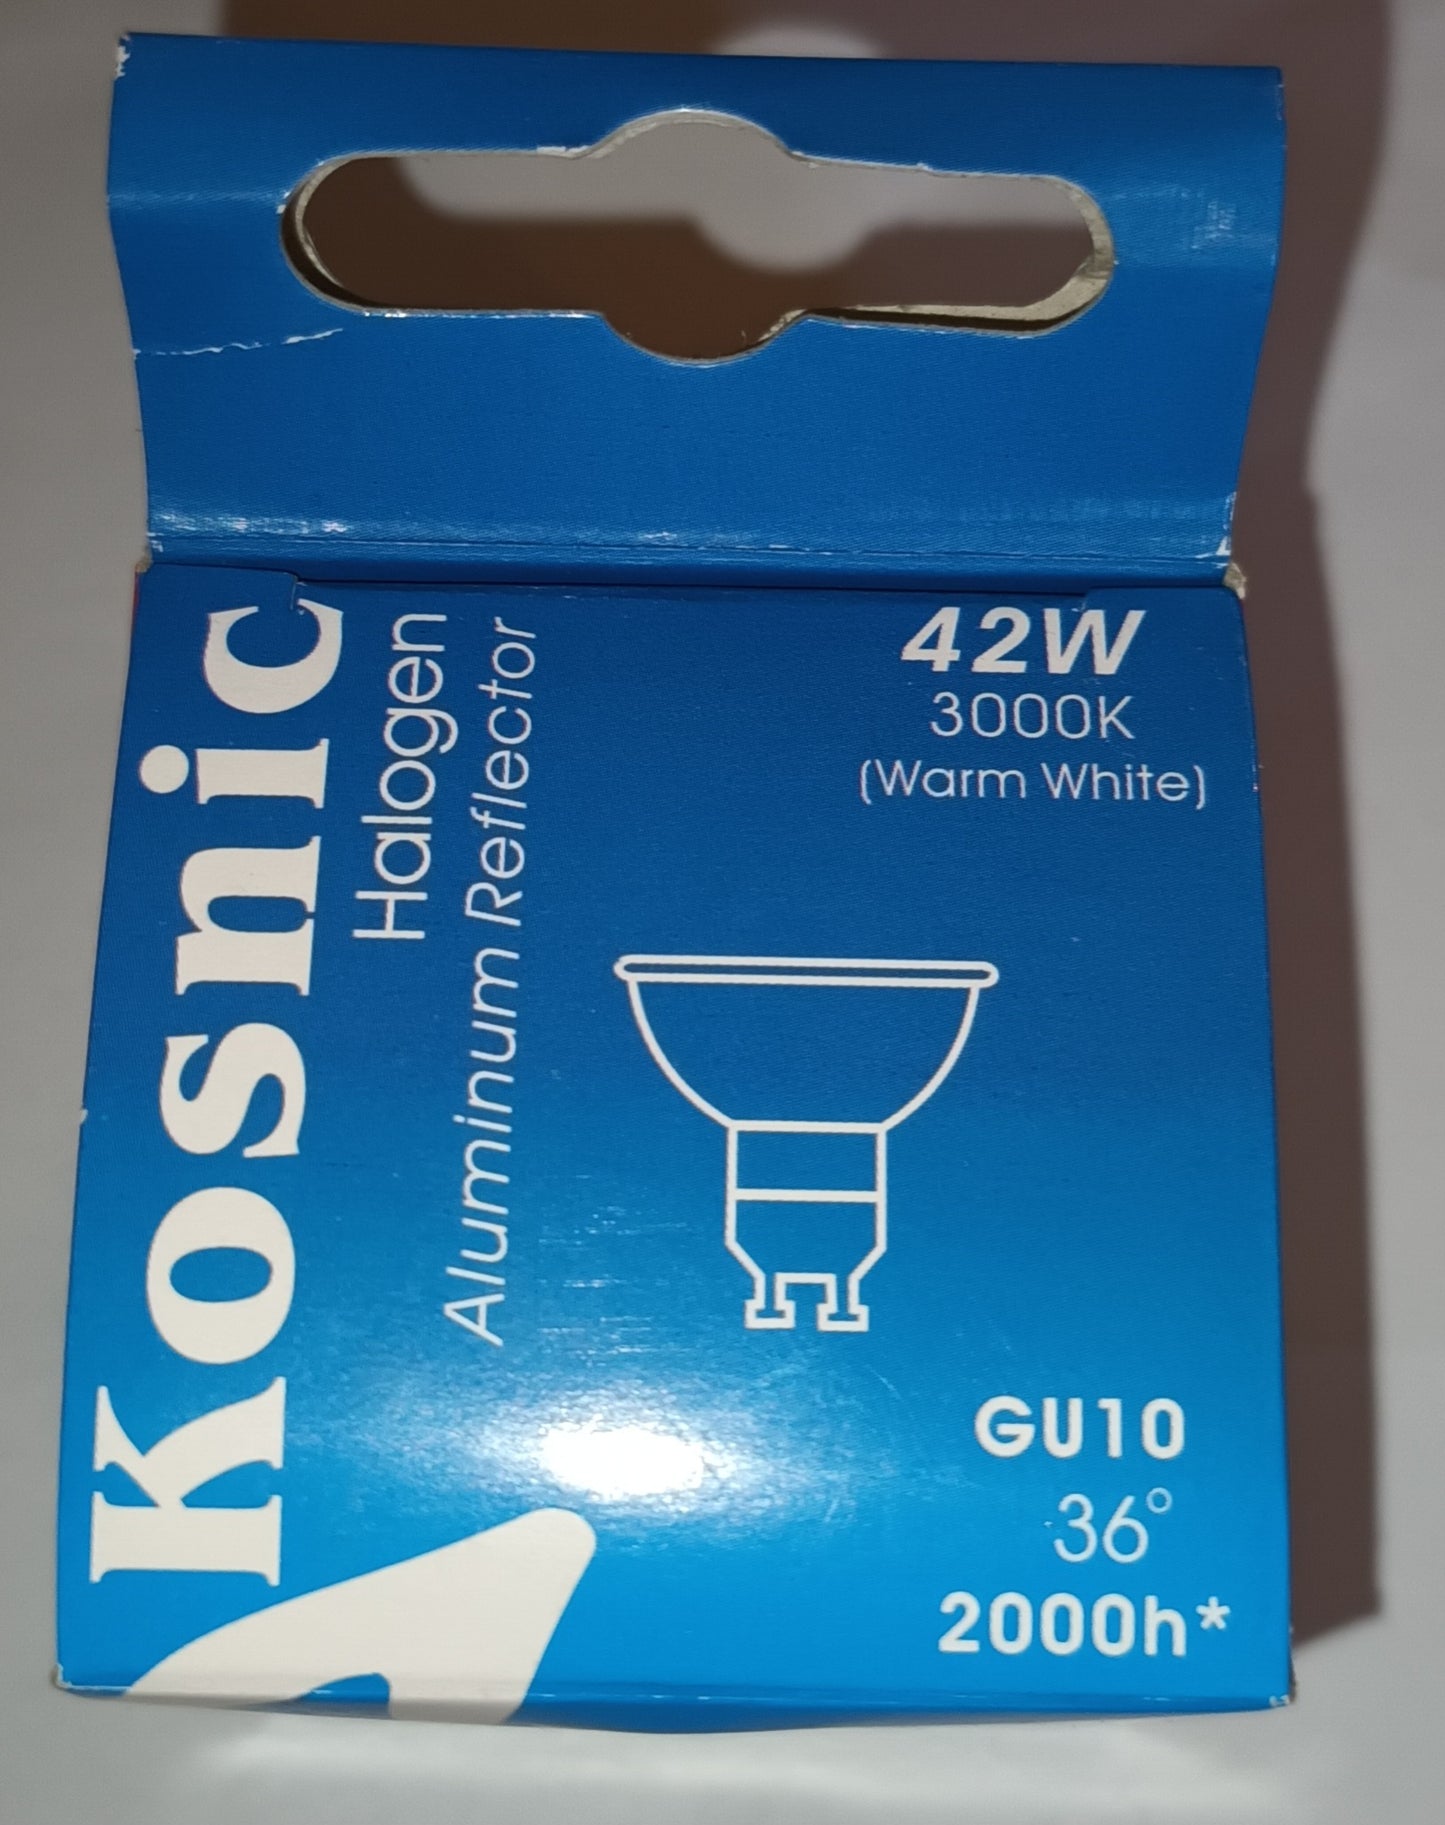 Kosnic
Halogen
Aluminum Reflector
42W
3000K
(Warm White)
GU10
36°
2000h*